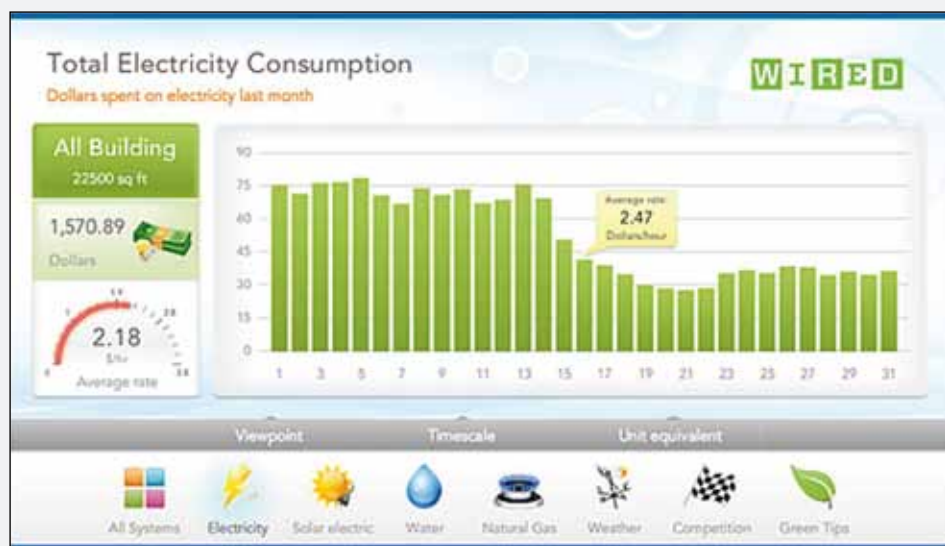 Total Electricity Consumption
Dollars spent on electricity last month
WIRED
All Building
22500 sq ft
1,570.89
Dollars
2.18
$/hr
Average rate
90
75
60
45
30
15
0
Average rate:
2.47
Dollars/hour
1 3 5 7 9 11 13 15 17 19 21 23 25 27 29 31
Viewpoint Timescale Unit equivalent
All Systems Electricity Solar electric Water Natural Gas Weather Competition Green Tips